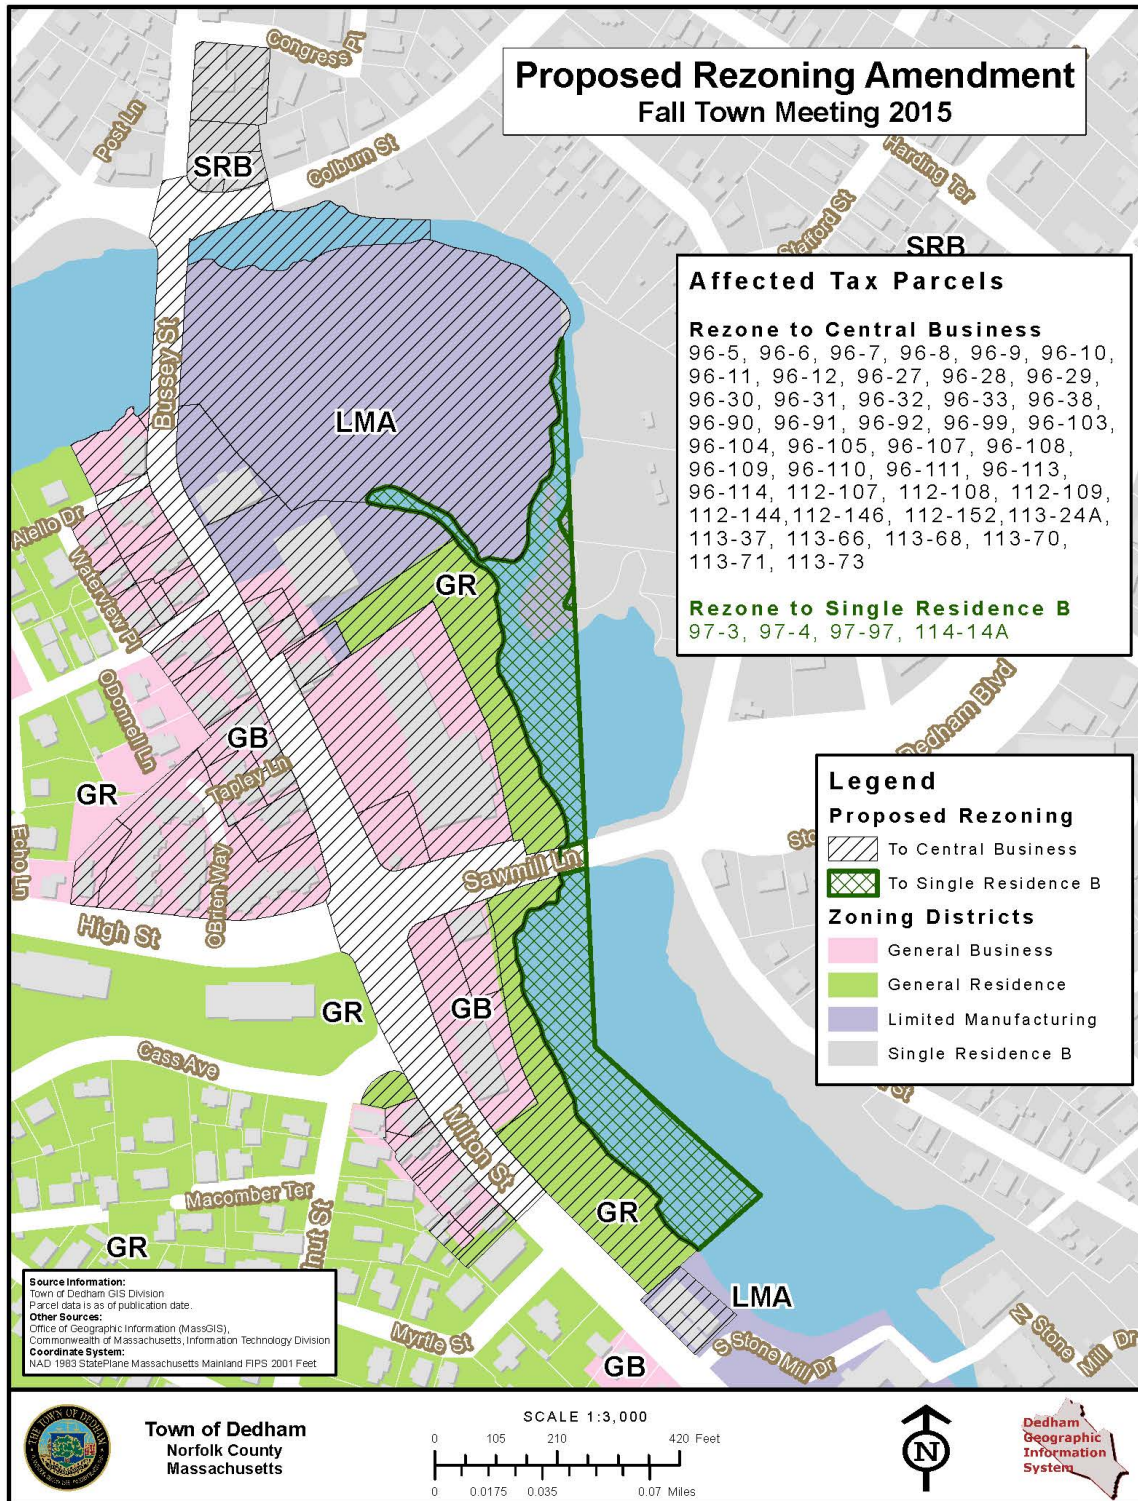 Proposed Rezoning Amendment
Fall Town Meeting 2015
Congress Pl
Post Ln
SRB
Colburn St
Harding Ter
Stafford St
SRB
Affected Tax Parcels
Rezone to Central Business
96-5, 96-6, 96-7, 96-8, 96-9, 96-10,
96-11, 96-12, 96-27, 96-28, 96-29,
96-30, 96-31, 96-32, 96-33, 96-38,
96-90, 96-91, 96-92, 96-99, 96-103,
96-104, 96-105, 96-107, 96-108,
96-109, 96-110, 96-111, 96-113,
96-114, 112-107, 112-108, 112-109,
112-144,112-146, 112-152,113-24A,
113-37, 113-66, 113-68, 113-70,
113-71, 113-73
Rezone to Single Residence B
97-3, 97-4, 97-97, 114-14A
Bussey St
LMA
Aiello Dr
Waterview Pl
GR
ODonnell Ln
GB
Tapley Ln
GR
Echo Ln
OBrien Way
High St
Sawmill Ln
Dedham Blvd
Legend
Proposed Rezoning
To Central Business
To Single Residence B
Zoning Districts
General Business
General Residence
Limited Manufacturing
Single Residence B
GB
GR
Cass Ave
Milton St
Macomber Ter
GR
GR
LMA
Myrtle St
GB
S Stone Mill Dr
N Stone Mill Dr
Source Information:
Town of Dedham GIS Division
Parcel data is as of publication date.
Other Sources:
Office of Geographic Information (MassGIS),
Commonwealth of Massachusetts, Information Technology Division
Coordinate System:
NAD 1983 StatePlane Massachusetts Mainland FIPS 2001 Feet
THE TOWN OF DEDHAM
Town of Dedham
Norfolk County
Massachusetts
SCALE 1:3,000
0 105 210 420 Feet
0 0.0175 0.035 0.07 Miles
N
Dedham
Geographic
Information
System